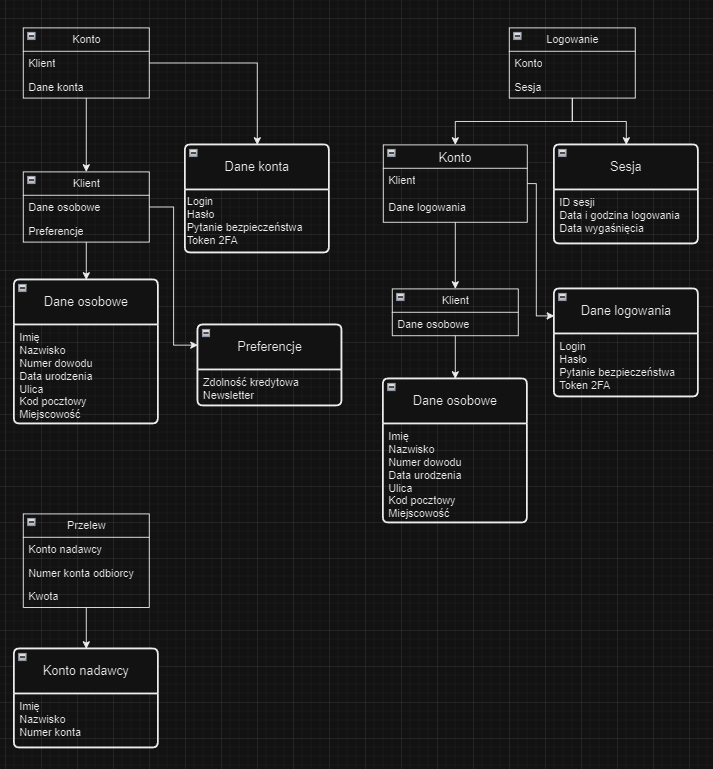 Konto
Klient
Dane konta
Dane konta
Login
Hasło
Pytanie bezpieczeństwa
Token 2FA
Klient
Dane osobowe
Preferencje
Dane osobowe
Imię
Nazwisko
Numer dowodu
Data urodzenia
Ulica
Kod pocztowy
Miejscowość
Preferencje
Zdolność kredytowa
Newsletter
Logowanie
Konto
Sesja
Konto
Klient
Dane logowania
Sesja
ID sesji
Data i godzina logowania
Data wygaśnięcia
Klient
Dane osobowe
Dane logowania
Login
Hasło
Pytanie bezpieczeństwa
Token 2FA
Dane osobowe
Imię
Nazwisko
Numer dowodu
Data urodzenia
Ulica
Kod pocztowy
Miejscowość
Przelew
Konto nadawcy
Numer konta odbiorcy
Kwota
Konto nadawcy
Imię
Nazwisko
Numer konta